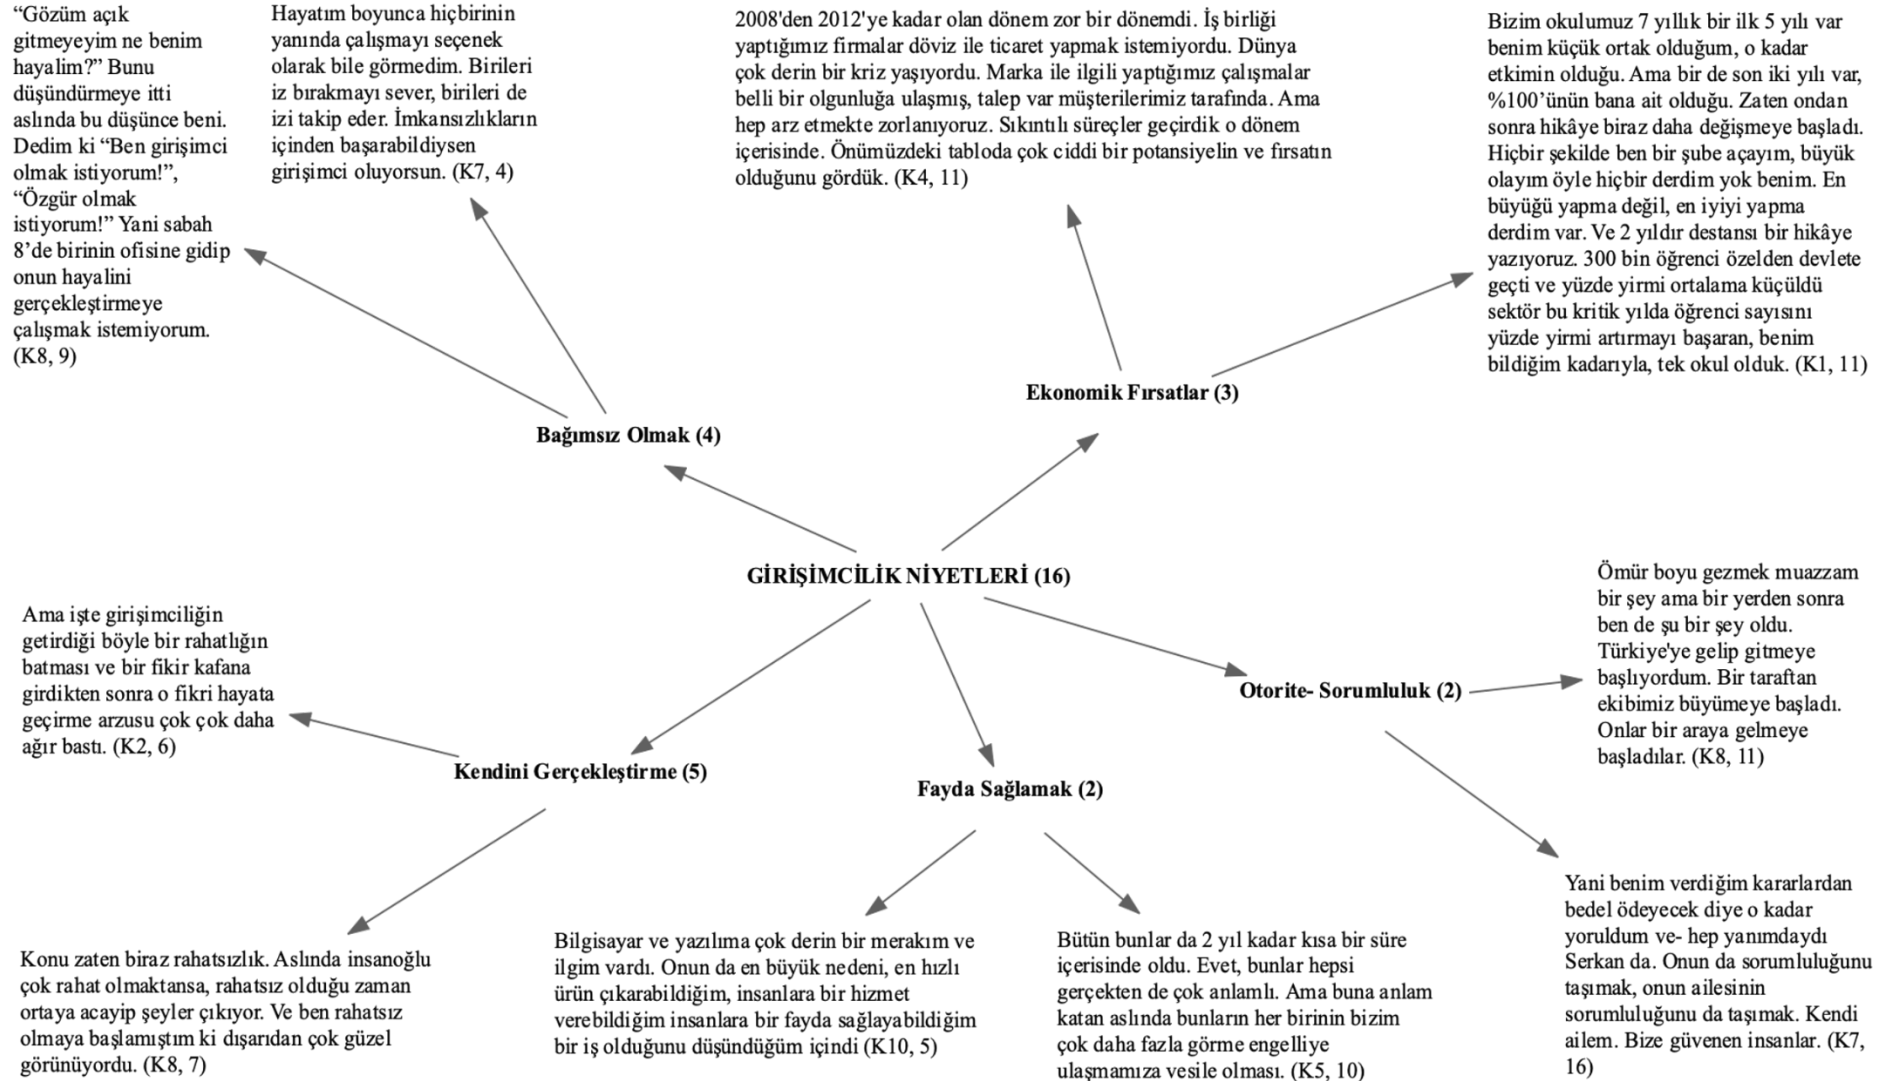 “Gözüm açık
gitmeyeyim ne benim
hayalim?” Bunu
düşündürmeye itti
aslında bu düşünce beni.
Dedim ki “Ben girişimci
olmak istiyorum!”,
“Özgür olmak
istiyorum!” Yani sabah
8’de birinin ofisine gidip
onun hayalini
gerçekleştirmeye
çalışmak istemiyorum.
(K8, 9)
Hayatım boyunca hiçbirinin
yanında çalışmayı seçenek
olarak bile görmedim. Birileri
iz bırakmayı sever, birileri de
izi takip eder. İmkansızlıkların
içinden başarabildiysen
girişimci oluyorsun. (K7, 4)
2008'den 2012'ye kadar olan dönem zor bir dönemdi. İş birliği
yaptığımız firmalar döviz ile ticaret yapmak istemiyordu. Dünya
çok derin bir kriz yaşıyordu. Marka ile ilgili yaptığımız çalışmalar
belli bir olgunluğa ulaşmış, talep var müşterilerimiz tarafında. Ama
hep arz etmekte zorlanıyoruz. Sıkıntılı süreçler geçirdik o dönem
içerisinde. Önümüzdeki tabloda çok ciddi bir potansiyelin ve fırsatın
olduğunu gördük. (K4, 11)
Bizim okulumuz 7 yıllık bir ilk 5 yılı var
benim küçük ortak olduğum, o kadar
etkimin olduğu. Ama bir de son iki yılı var,
%100’ünün bana ait olduğu. Zaten ondan
sonra hikâye biraz daha değişmeye başladı.
Hiçbir şekilde ben bir şube açayım, büyük
olayım öyle hiçbir derdim yok benim. En
büyüğü yapma değil, en iyiyi yapma
derdim var. Ve 2 yıldır destansı bir hikâye
yazıyoruz. 300 bin öğrenci özelden devlete
geçti ve yüzde yirmi ortalama küçüldü
sektör bu kritik yılda öğrenci sayısını
yüzde yirmi artırmayı başaran, benim
bildiğim kadarıyla, tek okul olduk. (K1, 11)
Ekonomik Fırsatlar (3)
Bağımsız Olmak (4)
GİRİŞİMCİLİK NİYETLERİ (16)
Ama işte girişimciliğin
getirdiği böyle bir rahatlığın
batması ve bir fikir kafana
girdikten sonra o fikri hayata
geçirme arzusu çok çok daha
ağır bastı. (K2, 6)
Ömür boyu gezmek muazzam
bir şey ama bir yerden sonra
ben de şu bir şey oldu.
Türkiye'ye gelip gitmeye
başlıyordum. Bir taraftan
ekibimiz büyümeye başladı.
Onlar bir araya gelmeye
başladılar. (K8, 11)
Otorite- Sorumluluk (2)
Kendini Gerçekleştirme (5)
Fayda Sağlamak (2)
Konu zaten biraz rahatsızlık. Aslında insanoğlu
çok rahat olmaktansa, rahatsız olduğu zaman
ortaya acayip şeyler çıkıyor. Ve ben rahatsız
olmaya başlamıştım ki dışarıdan çok güzel
görünüyordu. (K8, 7)
Bilgisayar ve yazılıma çok derin bir merakım ve
ilgim vardı. Onun da en büyük nedeni, en hızlı
ürün çıkarabildiğim, insanlara bir hizmet
verebildiğim insanlara bir fayda sağlayabildiğim
bir iş olduğunu düşündüğüm içindi (K10, 5)
Bütün bunlar da 2 yıl kadar kısa bir süre
içerisinde oldu. Evet, bunlar hepsi
gerçekten de çok anlamlı. Ama buna anlam
katan aslında bunların her birinin bizim
çok daha fazla görme engelliye
ulaşmamıza vesile olması. (K5, 10)
Yani benim verdiğim kararlardan
bedel ödeyecek diye o kadar
yoruldum ve- hep yanımdaydı
Serkan da. Onun da sorumluluğunu
taşımak, onun ailesinin
sorumluluğunu da taşımak. Kendi
ailem. Bize güvenen insanlar. (K7,
16)